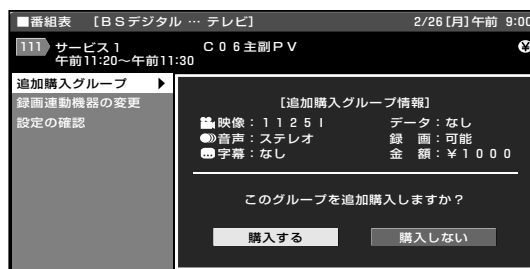 ■番組表 [BSデジタル … テレビ] 2/26[月]午前 9:00
111 サービス1 C06主副PV ¥
午前11:20～午前11:30
追加購入グループ ▶
録画連動機器の変更
設定の確認
[追加購入グループ情報]
映像：1125I データ：なし
音声：ステレオ 録 画：可能
字幕：なし 金 額：¥1000
このグループを追加購入しますか？
購入する 購入しない